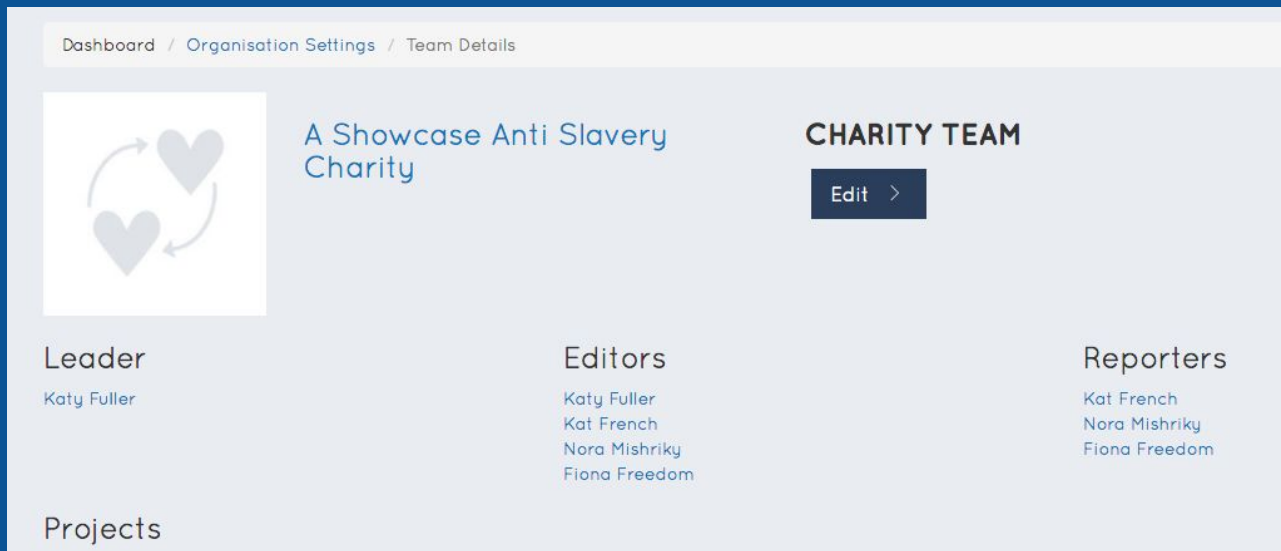 Dashboard / Organisation Settings / Team Details
A Showcase Anti Slavery
Charity
CHARITY TEAM
Edit >
Leader
Katy Fuller
Editors
Katy Fuller
Kat French
Nora Mishriky
Fiona Freedom
Reporters
Kat French
Nora Mishriky
Fiona Freedom
Projects